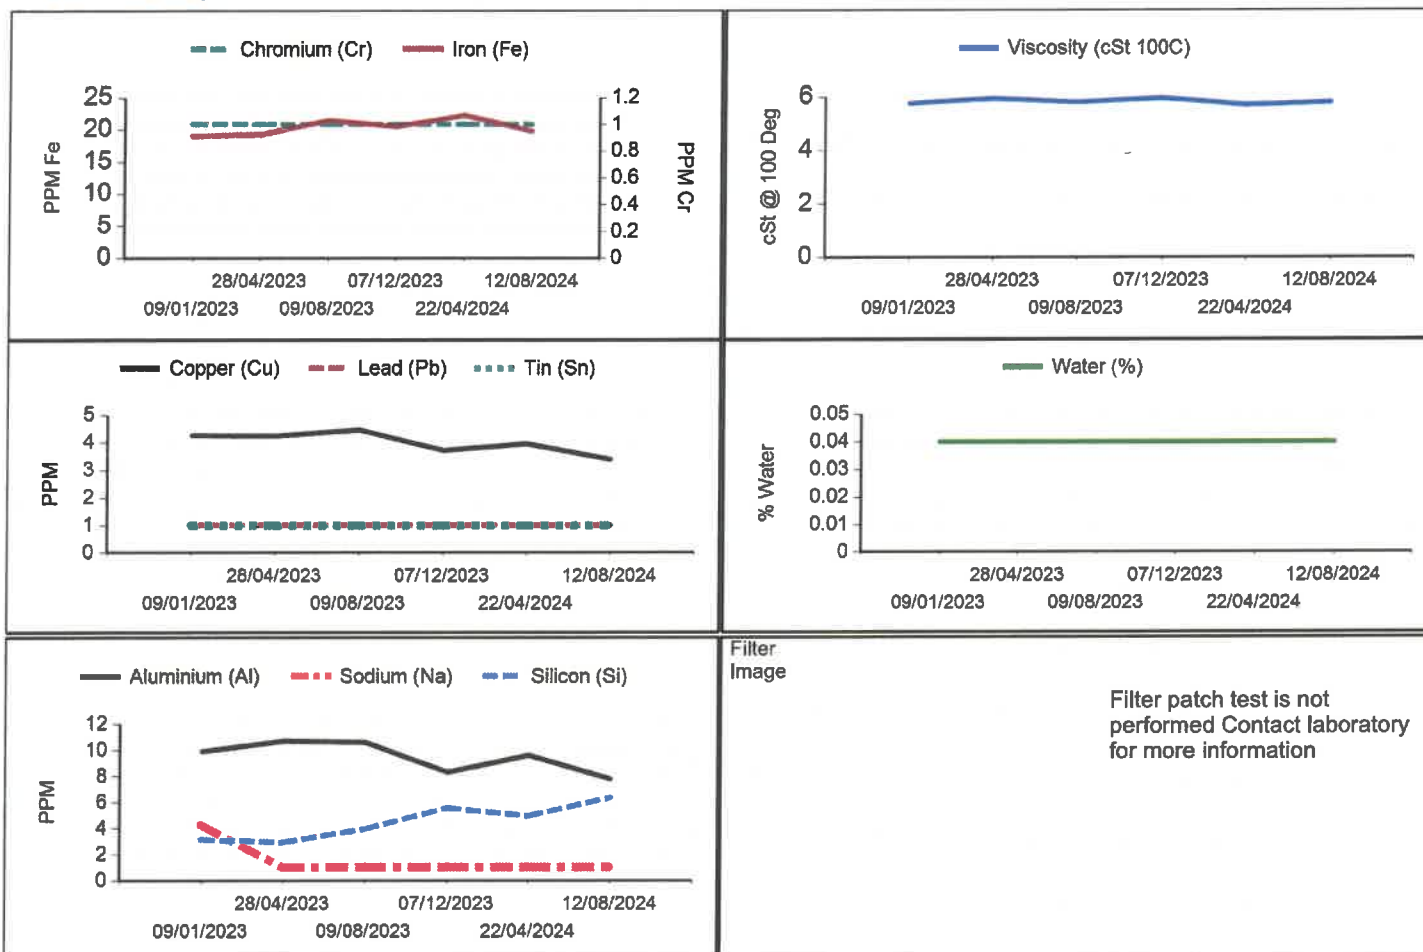 Chromium (Cr) Iron (Fe)
25
20
15
10
5
0
PPM Fe
1.2
1
0.8
0.6
0.4
0.2
0
PPM Cr
28/04/2023 07/12/2023 12/08/2024
09/01/2023 09/08/2023 22/04/2024
Viscosity (cSt 100C)
cSt @ 100 Deg
6
4
2
0
28/04/2023 07/12/2023 12/08/2024
09/01/2023 09/08/2023 22/04/2024
Copper (Cu) Lead (Pb) Tin (Sn)
PPM
5
4
3
2
1
0
28/04/2023 07/12/2023 12/08/2024
09/01/2023 09/08/2023 22/04/2024
Water (%)
% Water
0.05
0.04
0.03
0.02
0.01
0
28/04/2023 07/12/2023 12/08/2024
09/01/2023 09/08/2023 22/04/2024
Aluminium (Al) Sodium (Na) Silicon (Si)
PPM
12
10
8
6
4
2
0
28/04/2023 07/12/2023 12/08/2024
09/01/2023 09/08/2023 22/04/2024
Filter
Image
Filter patch test is not
performed Contact laboratory
for more information